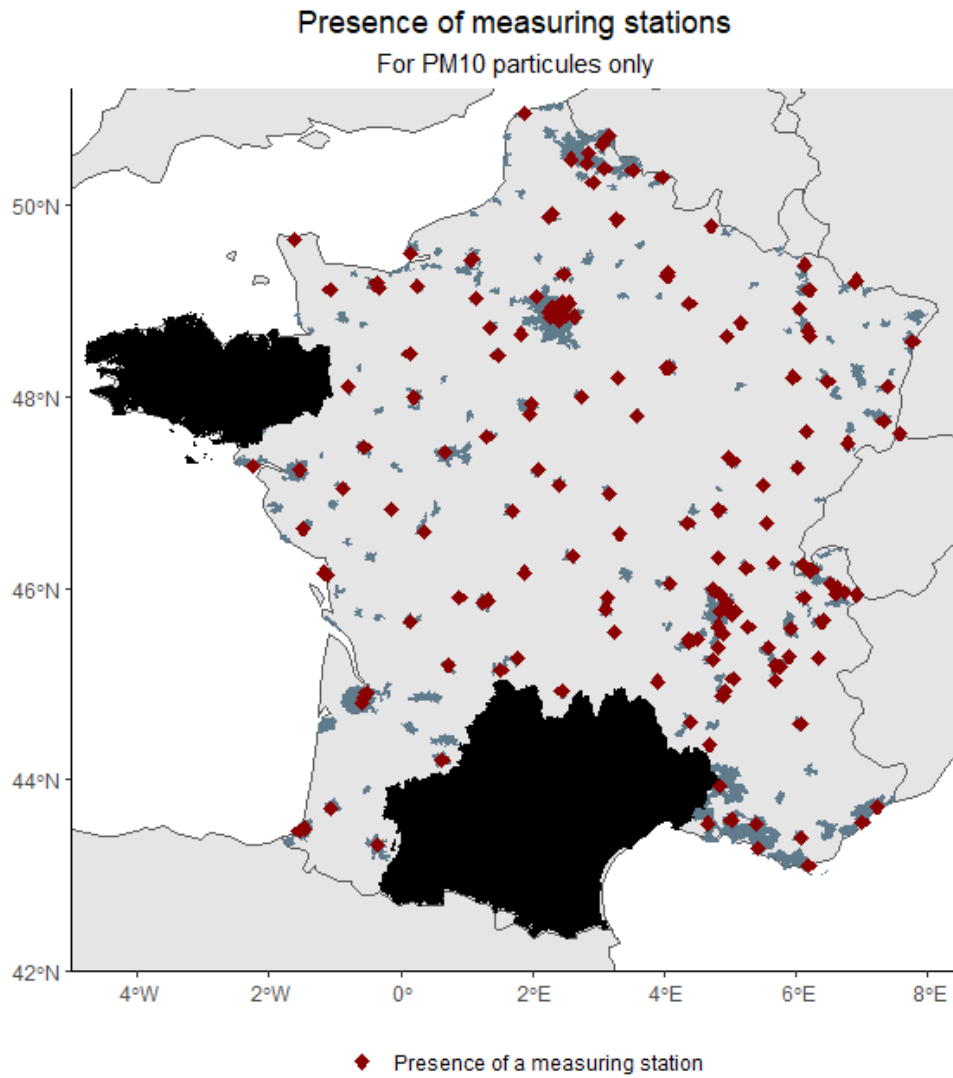 Presence of measuring stations
For PM10 particules only
50°N
48°N
46°N
44°N
42°N
4°W 2°W 0° 2°E 4°E 6°E 8°E
Presence of a measuring station